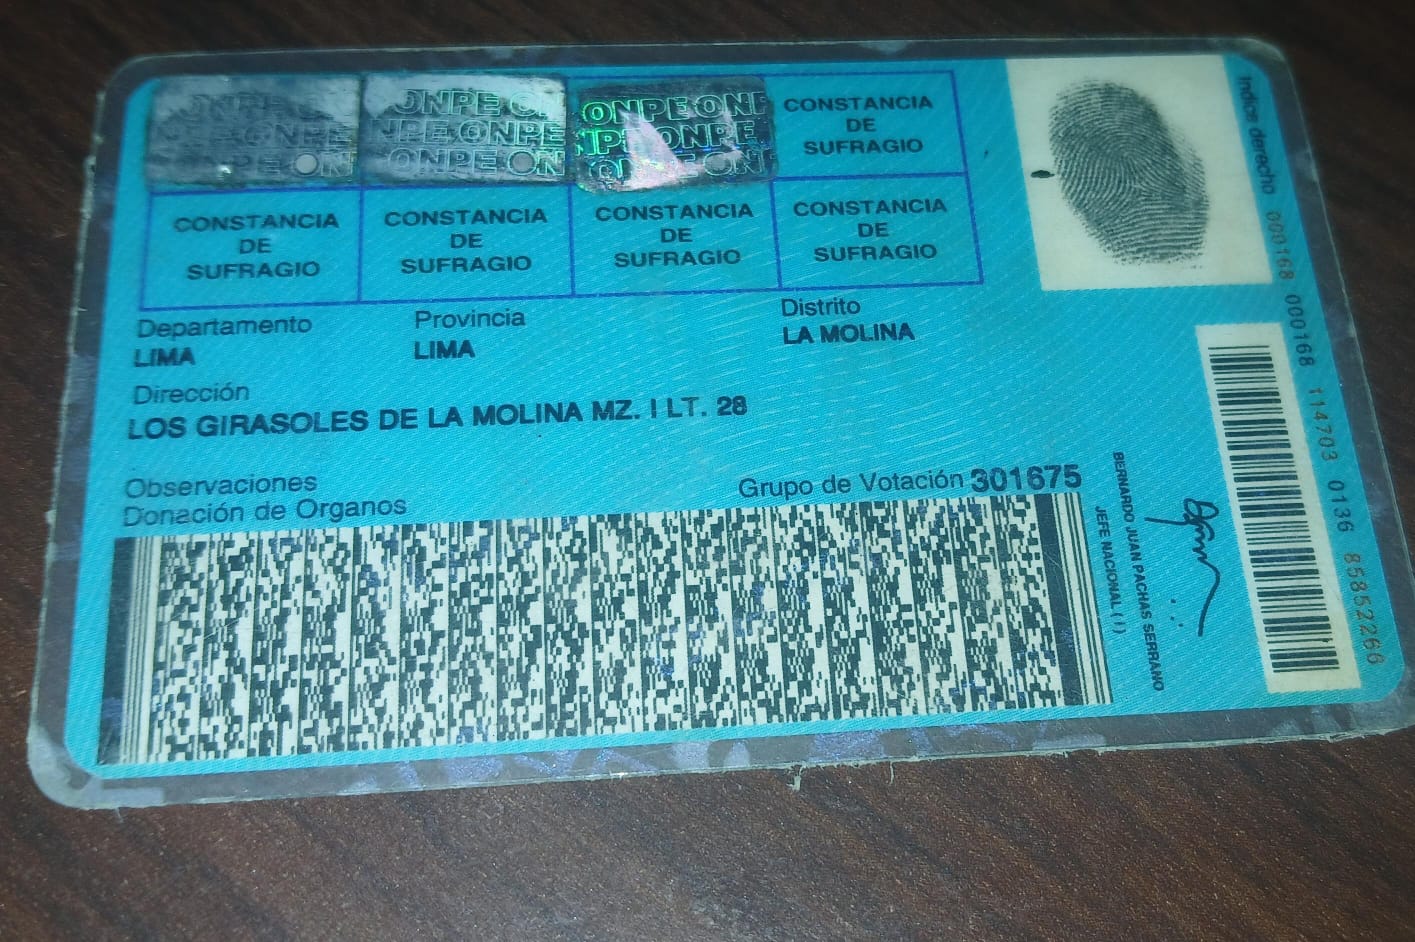 ONPE ONPE
CONSTANCIA
DE
SUFRAGIO
CONSTANCIA
DE
SUFRAGIO
CONSTANCIA
DE
SUFRAGIO
CONSTANCIA
DE
SUFRAGIO
CONSTANCIA
DE
SUFRAGIO
Departamento
LIMA
Provincia
LIMA
Distrito
LA MOLINA
Dirección
LOS GIRASOLES DE LA MOLINA MZ. I LT. 28
Observaciones
Donación de Organos
Grupo de Votación 301675
BERNARDO JUAN PACHAS SERRANO
JEFE NACIONAL ( i )
Indice derecho 000168 000168 114703 0136 85852266